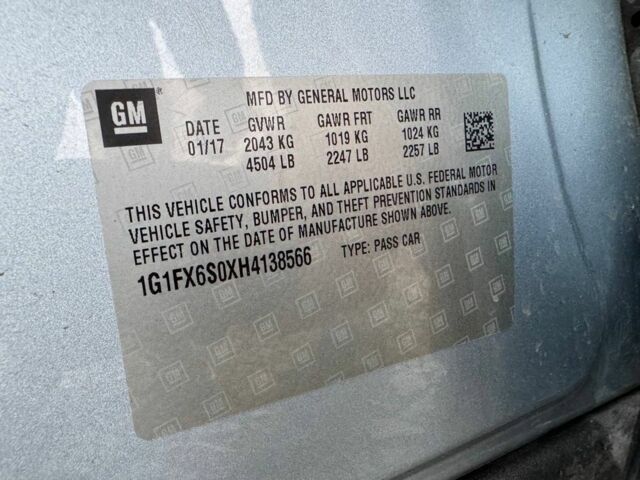 GM ®
MFD BY GENERAL MOTORS LLC
DATE GVWR GAWR FRT GAWR RR
01/17 2043 KG 1019 KG 1024 KG
4504 LB 2247 LB 2257 LB
THIS VEHICLE CONFORMS TO ALL APPLICABLE U.S. FEDERAL MOTOR
VEHICLE SAFETY, BUMPER, AND THEFT PREVENTION STANDARDS IN
EFFECT ON THE DATE OF MANUFACTURE SHOWN ABOVE.
1G1FX6S0XH4138566 TYPE: PASS CAR